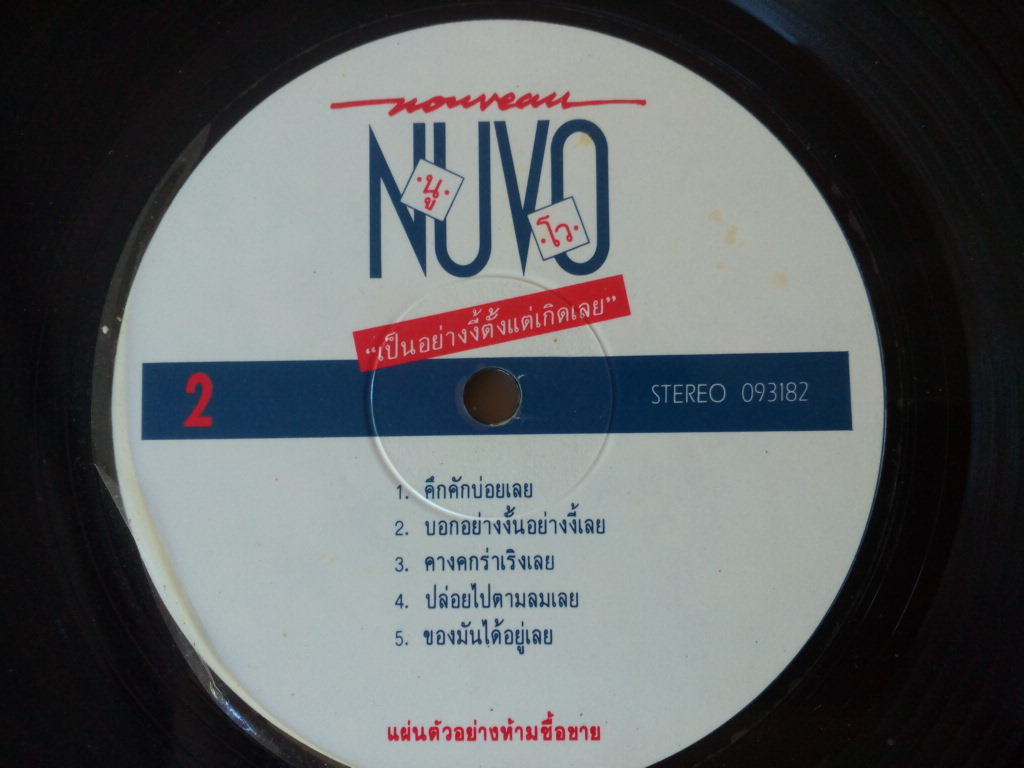 nouveau
NUVO
นู
โว
“เป็นอย่างงี้ตั้งแต่เกิดเลย”
2
STEREO 093182
1. คึกคักบ่อยเลย
2. บอกอย่างงั้นอย่างงี้เลย
3. คางคกร่าเริงเลย
4. ปล่อยไปตามลมเลย
5. ของมันได้อยู่เลย
แผ่นตัวอย่างห้ามซื้อขาย